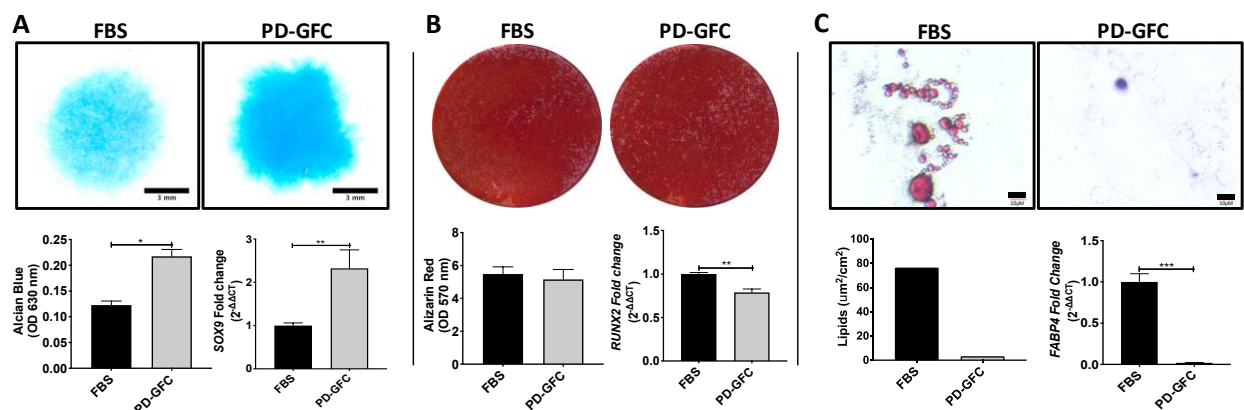 A
FBS
PD-GFC
3 mm
3 mm
B
FBS
PD-GFC
C
FBS
PD-GFC
10µM
10µM
Alcian Blue
(OD 630 nm)
0.25
0.20
0.15
0.10
0.05
0.00
*
FBS
PD-GFC
SOX9 Fold change
(2-ΔΔCT)
3
2
1
0
**
FBS
PD-GFC
Alizarin Red
(OD 570 nm)
8
6
4
2
0
FBS
PD-GFC
RUNX2 Fold change
(2-ΔΔCT)
1.5
1.0
0.5
0.0
**
FBS
PD-GFC
Lipids (um²/cm²)
100
80
60
40
20
0
FBS
PD-GFC
FABP4 Fold Change
(2-ΔΔCT)
1.5
1.0
0.5
0.0
***
FBS
PD-GFC